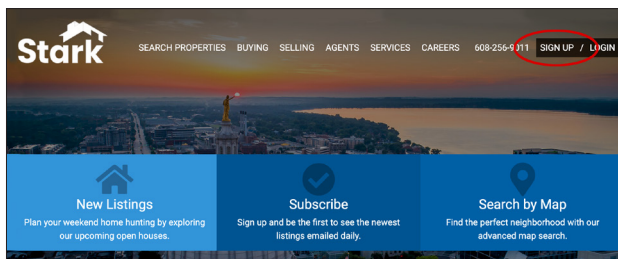 Stark
SEARCH PROPERTIES BUYING SELLING AGENTS SERVICES CAREERS 608-256-9011 SIGN UP / LOGIN
New Listings
Plan your weekend home hunting by exploring
our upcoming open houses.
Subscribe
Sign up and be the first to see the newest
listings emailed daily.
Search by Map
Find the perfect neighborhood with our
advanced map search.